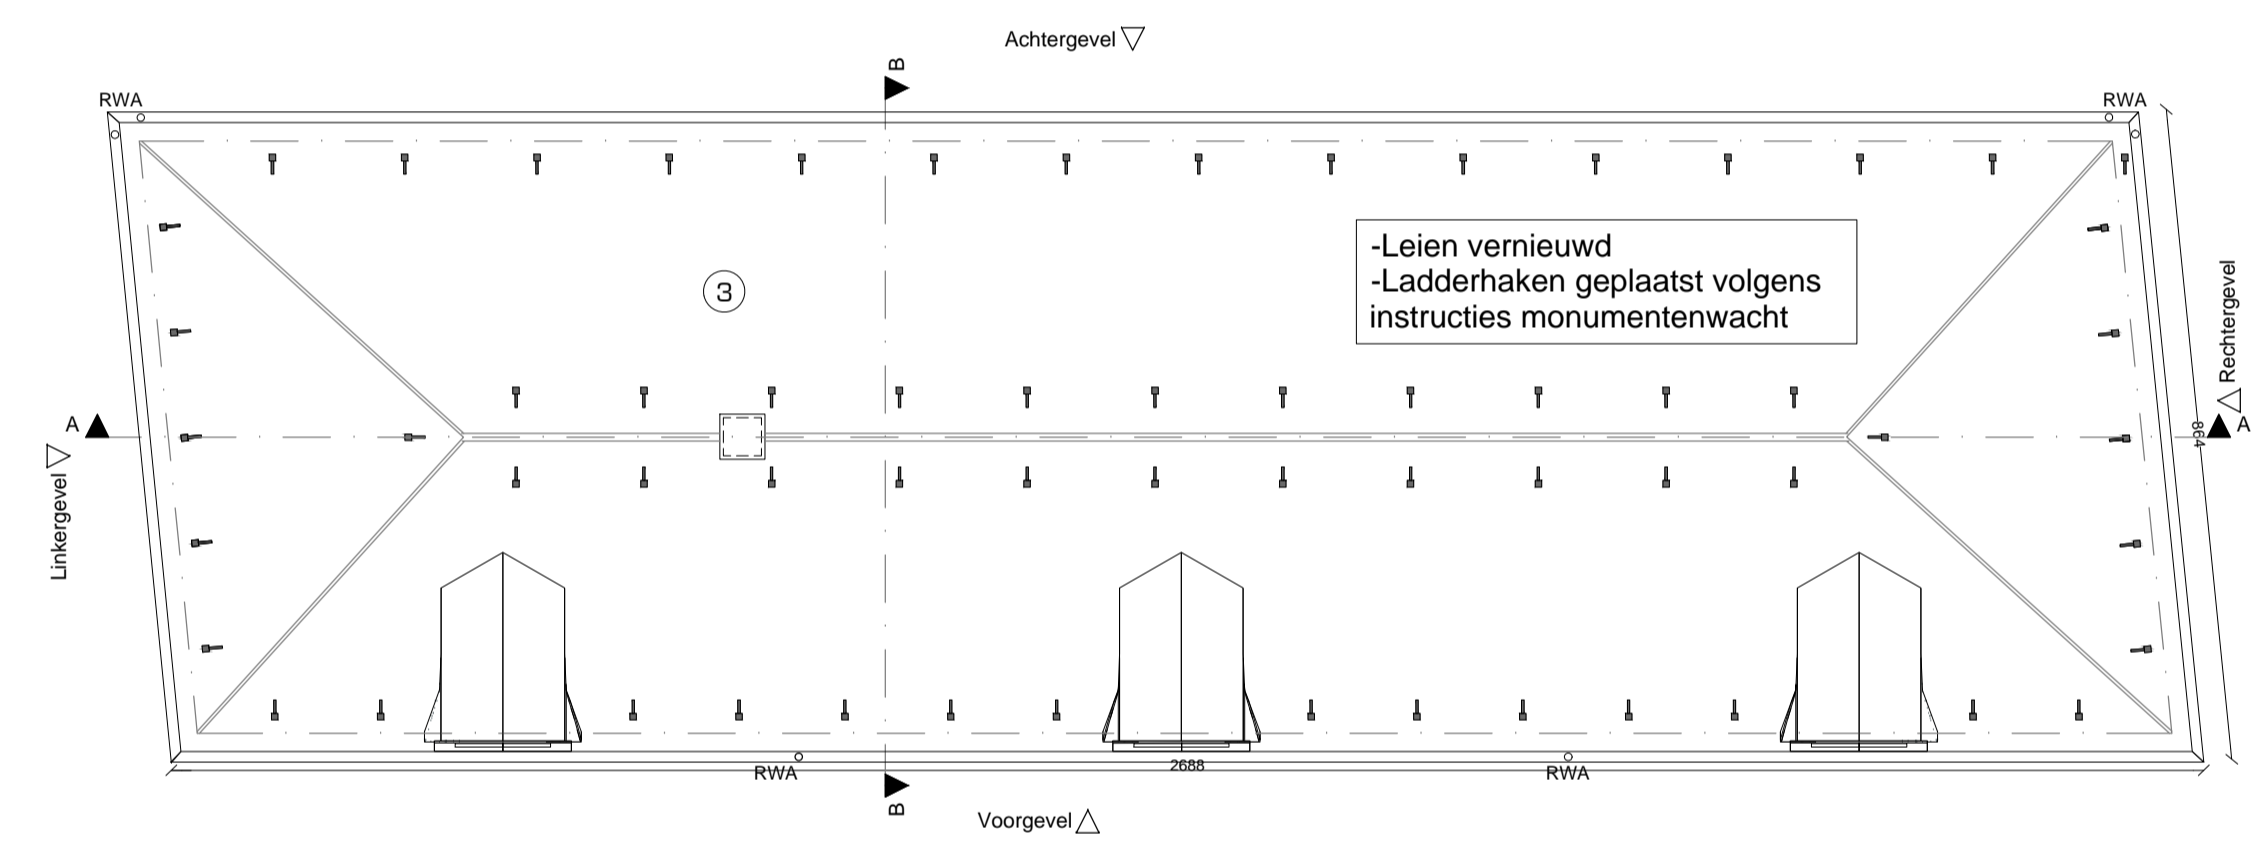 Achtergevel
B
RWA
RWA
-Leien vernieuwd
-Ladderhaken geplaatst volgens
instructies monumentenwacht
3
Rechtergevel
A
864
A
Linkergevel
RWA
2688
RWA
B
Voorgevel